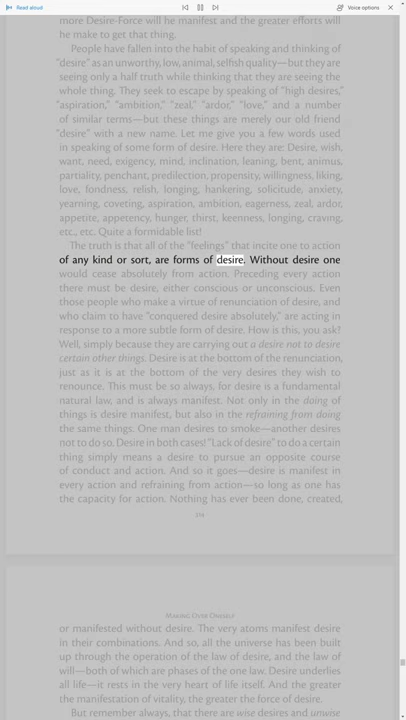 Read aloud
Voice options
more Desire-Force will he manifest and the greater efforts will
he make to get that thing.
People have fallen into the habit of speaking and thinking of
"desire" as an unworthy, low, animal, selfish quality—but they are
seeing only a half truth while thinking that they are seeing the
whole thing. They seek to escape by speaking of "high desires,"
"aspiration," "ambition," "zeal," "ardor," "love," and a number
of similar terms—but these things are merely our old friend
"desire" with a new name. Let me give you a few words used
in speaking of some form of desire. Here they are: Desire, wish,
want, need, exigency, mind, inclination, leaning, bent, animus,
partiality, penchant, predilection, propensity, willingness, liking,
love, fondness, relish, longing, hankering, solicitude, anxiety,
yearning, coveting, aspiration, ambition, eagerness, zeal, ardor,
appetite, appetency, hunger, thirst, keenness, longing, craving,
etc., etc. Quite a formidable list!
The truth is that all of the "feelings" that incite one to action
of any kind or sort, are forms of desire. Without desire one
would cease absolutely from action. Preceding every action
there must be desire, either conscious or unconscious. Even
those people who make a virtue of renunciation of desire, and
who claim to have "conquered desire absolutely," are acting in
response to a more subtle form of desire. How is this, you ask?
Well, simply because they are carrying out a desire not to desire
certain other things. Desire is at the bottom of the renunciation,
just as it is at the bottom of the very desires they wish to
renounce. This must be so always, for desire is a fundamental
natural law, and is always manifest. Not only in the doing of
things is desire manifest, but also in the refraining from doing
the same things. One man desires to smoke—another desires
not to do so. Desire in both cases! "Lack of desire" to do a certain
thing simply means a desire to pursue an opposite course
of conduct and action. And so it goes—desire is manifest in
every action and refraining from action—so long as one has
the capacity for action. Nothing has ever been done, created,
214
Making Over Oneself
or manifested without desire. The very atoms manifest desire
in their combinations. And so, all the universe has been built
up through the operation of the law of desire, and the law of
will—both of which are phases of the one law. Desire underlies
all life—it rests in the very heart of life itself. And the greater
the manifestation of vitality, the greater the force of desire.
But remember always, that there are wise desires and unwise